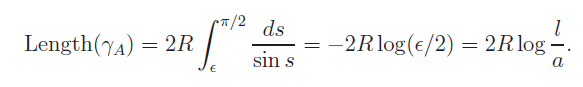 Length(γ_A) = 2R ∫_ϵ^{π/2} ds/sin s = −2R log(ϵ/2) = 2R log l/a.